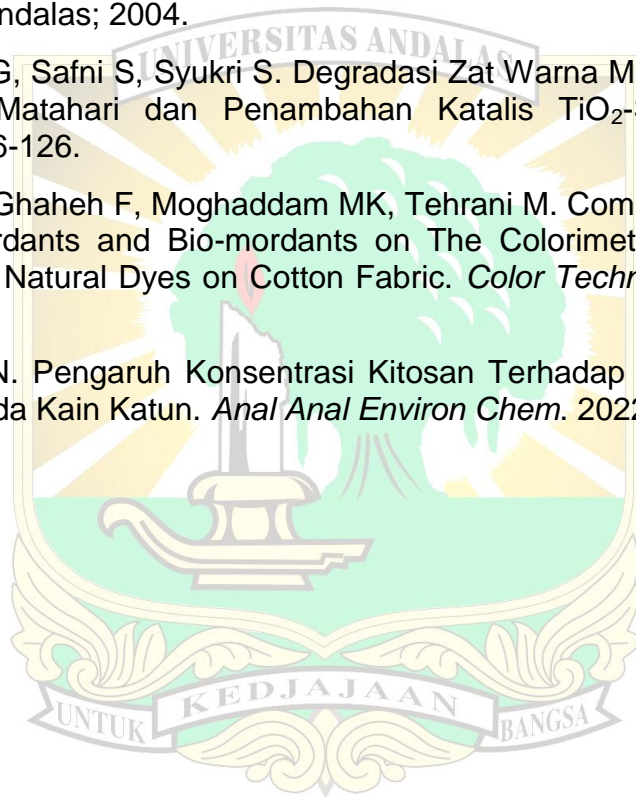 ndalas; 2004.
G, Safni S, Syukri S. Degradasi Zat Warna M
Matahari dan Penambahan Katalis TiO₂-
6-126.
Ghaheh F, Moghaddam MK, Tehrani M. Com
rdants and Bio-mordants on The Colorimet
Natural Dyes on Cotton Fabric. Color Techn
N. Pengaruh Konsentrasi Kitosan Terhadap
da Kain Katun. Anal Anal Environ Chem. 2022
UNIVERSITAS ANDALAS
UNTUK KEDJAJAAN BANGSA